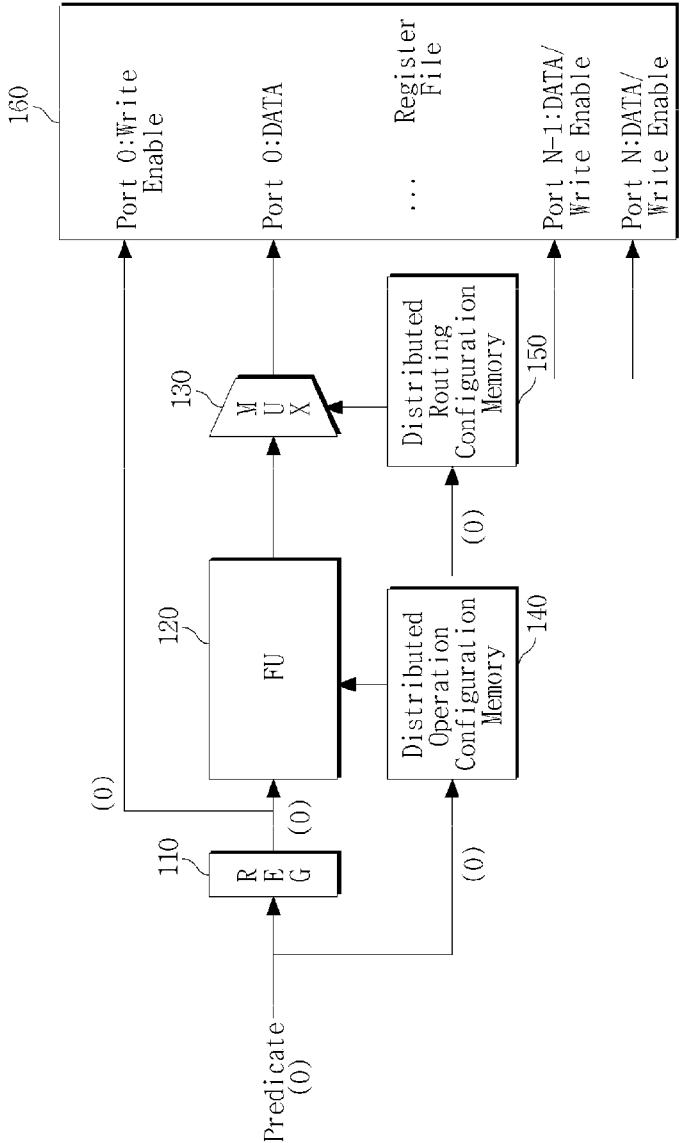 160
Port 0:Write
Enable
Port 0:DATA
...
Register
File
Port N-1:DATA/
Write Enable
Port N:DATA/
Write Enable
130
M
U
X
Distributed
Routing
Configuration
Memory
150
(0)
120
FU
Distributed
Operation
Configuration
Memory
140
(0)
(0)
110
R
E
G
(0)
Predicate
(0)